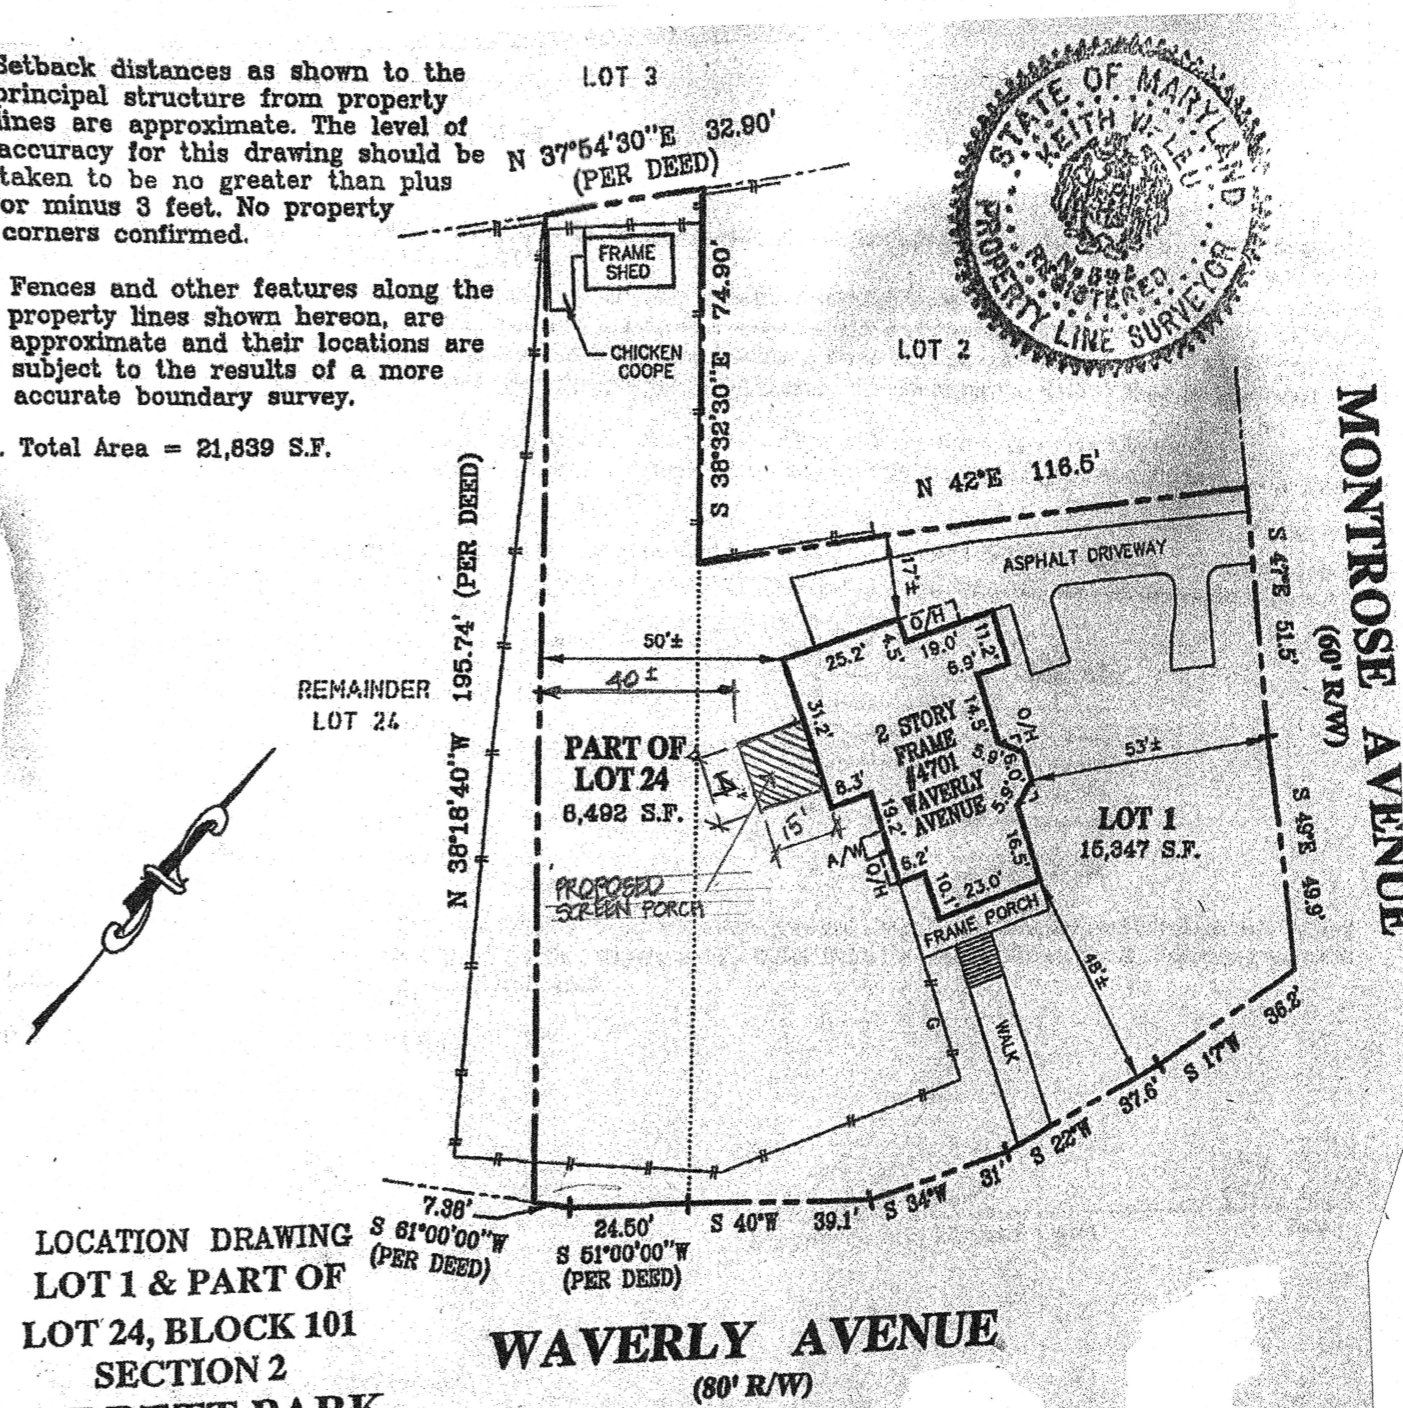 Setback distances as shown to the
principal structure from property
lines are approximate. The level of
accuracy for this drawing should be
taken to be no greater than plus
or minus 3 feet. No property
corners confirmed.
Fences and other features along the
property lines shown hereon, are
approximate and their locations are
subject to the results of a more
accurate boundary survey.
. Total Area = 21,839 S.F.
LOT 3
N 37°54'30"E 32.90'
(PER DEED)
STATE OF MARYLAND
KEITH W. LEU
REGISTERED
PROPERTY LINE SURVEYOR
FRAME
SHED
CHICKEN
COOPE
S 38°32'30"E 74.90'
LOT 2
N 42°E 116.5'
ASPHALT DRIVEWAY
MONTROSE AVENUE
(60' R/W)
S 47°E 51.5'
S 49°E 49.9'
N 38°18'40"W 195.74' (PER DEED)
REMAINDER
LOT 24
50'±
40'±
17'±
O/H
25.2'
4.5'
19.0'
11.2'
6.9'
14.5'
O/H
5.9'
6.0'
5.9'
16.5'
31.2'
8.3'
19.2'
6.2'
10.1'
23.0'
2 STORY
FRAME
#4701
WAVERLY
AVENUE
53'±
PART OF
LOT 24
6,492 S.F.
14'
15'
A/W
O/H
LOT 1
15,347 S.F.
PROPOSED
SCREEN PORCH
FRAME PORCH
48'±
WALK
G
36.2'
S 17°W
37.6'
S 22°W
31'
S 34°W
39.1'
S 40°W
24.50'
S 51°00'00"W
(PER DEED)
7.38'
S 61°00'00"W
(PER DEED)
LOCATION DRAWING
LOT 1 & PART OF
LOT 24, BLOCK 101
SECTION 2
PARK
WAVERLY AVENUE
(80' R/W)